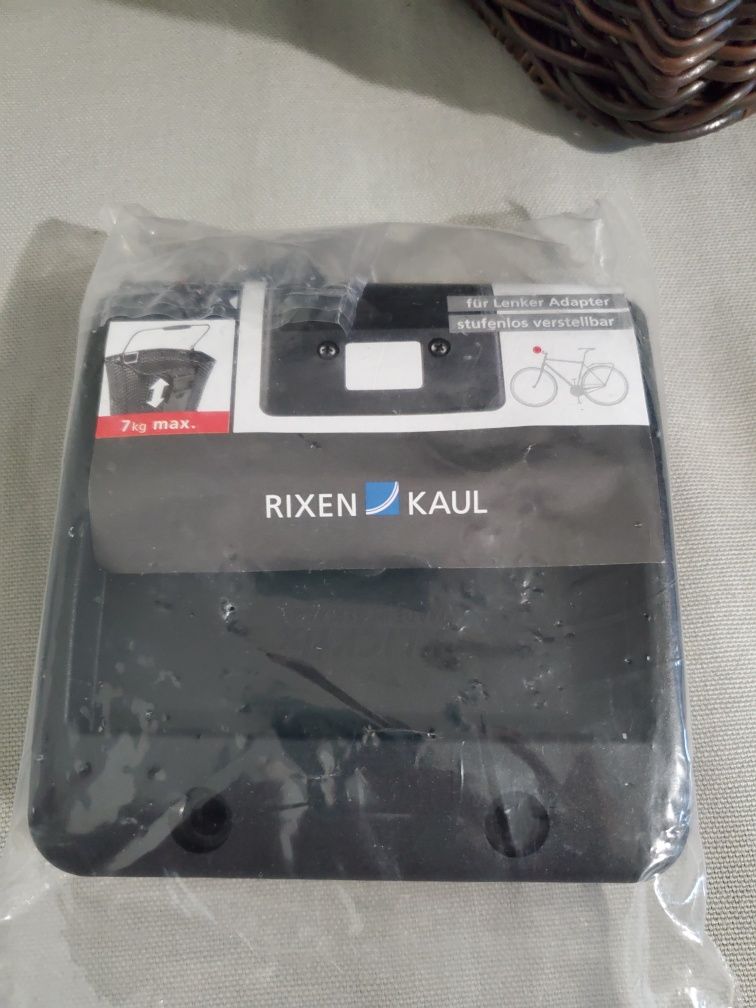 für Lenker Adapter
stufenlos verstellbar
7kg max.
RIXEN KAUL